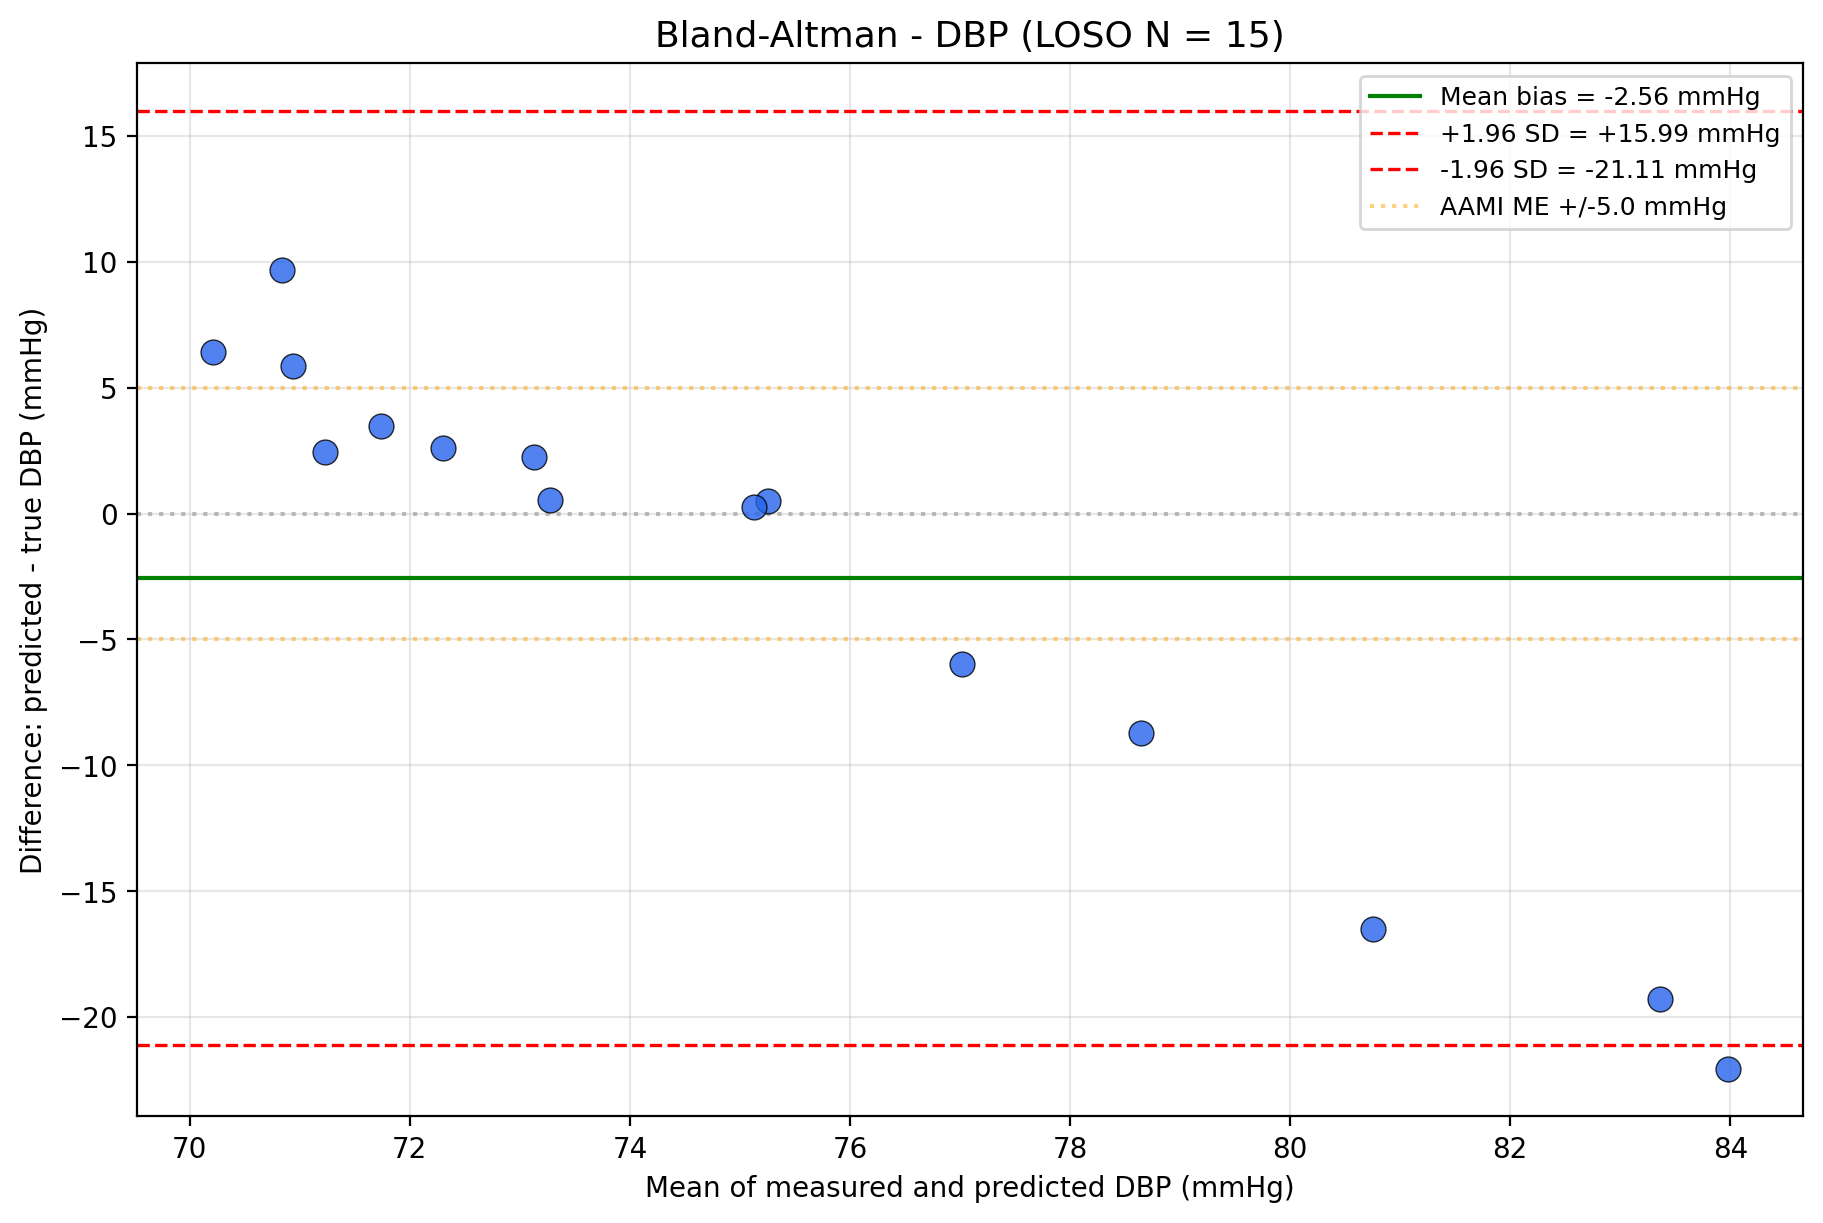 Bland-Altman - DBP (LOSO N = 15)
Mean bias = -2.56 mmHg
+1.96 SD = +15.99 mmHg
-1.96 SD = -21.11 mmHg
AAMI ME +/-5.0 mmHg
Difference: predicted - true DBP (mmHg)
15
10
5
0
−5
−10
−15
−20
70 72 74 76 78 80 82 84
Mean of measured and predicted DBP (mmHg)